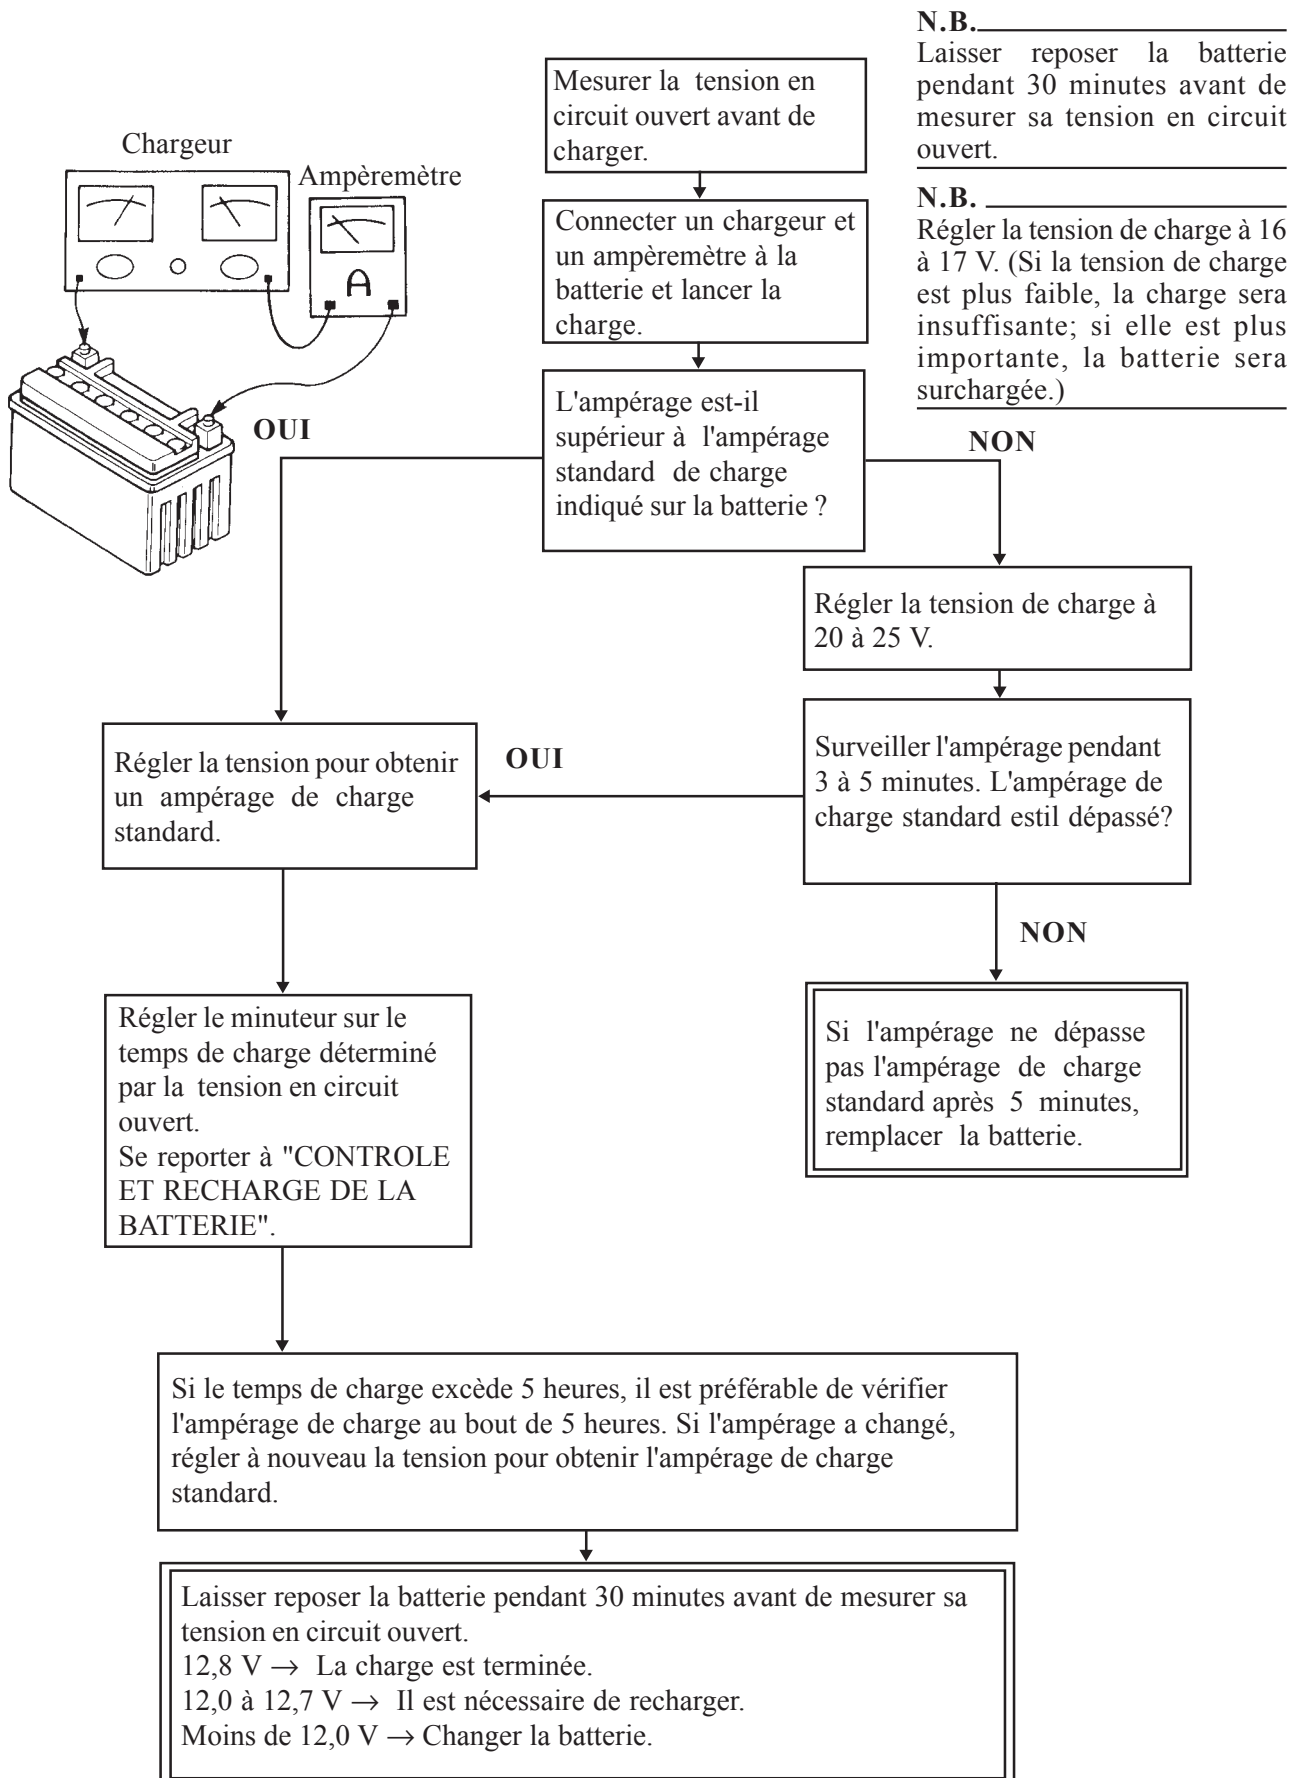 N.B.
Laisser reposer la batterie
pendant 30 minutes avant de
mesurer sa tension en circuit
ouvert.
N.B.
Régler la tension de charge à 16
à 17 V. (Si la tension de charge
est plus faible, la charge sera
insuffisante; si elle est plus
importante, la batterie sera
surchargée.)
Chargeur
Ampèremètre
A
Mesurer la tension en
circuit ouvert avant de
charger.
Connecter un chargeur et
un ampèremètre à la
batterie et lancer la
charge.
L'ampérage est-il
supérieur à l'ampérage
standard de charge
indiqué sur la batterie ?
OUI
NON
Régler la tension de charge à
20 à 25 V.
Surveiller l'ampérage pendant
3 à 5 minutes. L'ampérage de
charge standard estil dépassé?
OUI
Régler la tension pour obtenir
un ampérage de charge
standard.
NON
Si l'ampérage ne dépasse
pas l'ampérage de charge
standard après 5 minutes,
remplacer la batterie.
Régler le minuteur sur le
temps de charge déterminé
par la tension en circuit
ouvert.
Se reporter à "CONTROLE
ET RECHARGE DE LA
BATTERIE".
Si le temps de charge excède 5 heures, il est préférable de vérifier
l'ampérage de charge au bout de 5 heures. Si l'ampérage a changé,
régler à nouveau la tension pour obtenir l'ampérage de charge
standard.
Laisser reposer la batterie pendant 30 minutes avant de mesurer sa
tension en circuit ouvert.
12,8 V → La charge est terminée.
12,0 à 12,7 V → Il est nécessaire de recharger.
Moins de 12,0 V → Changer la batterie.